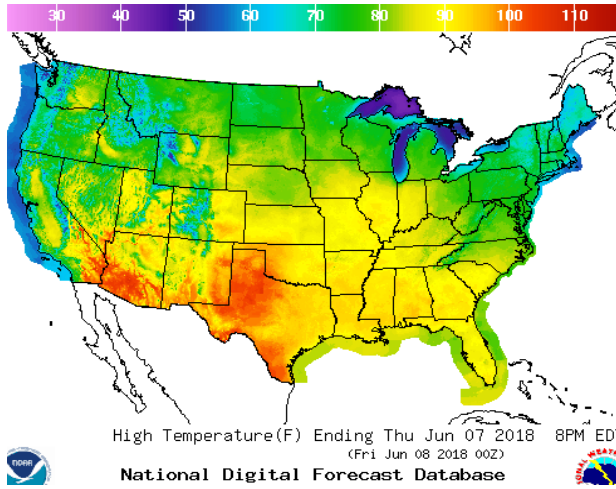 30 40 50 60 70 80 90 100 110
High Temperature(F) Ending Thu Jun 07 2018 8PM EDT
(Fri Jun 08 2018 00Z)
National Digital Forecast Database
noaa
NATIONAL